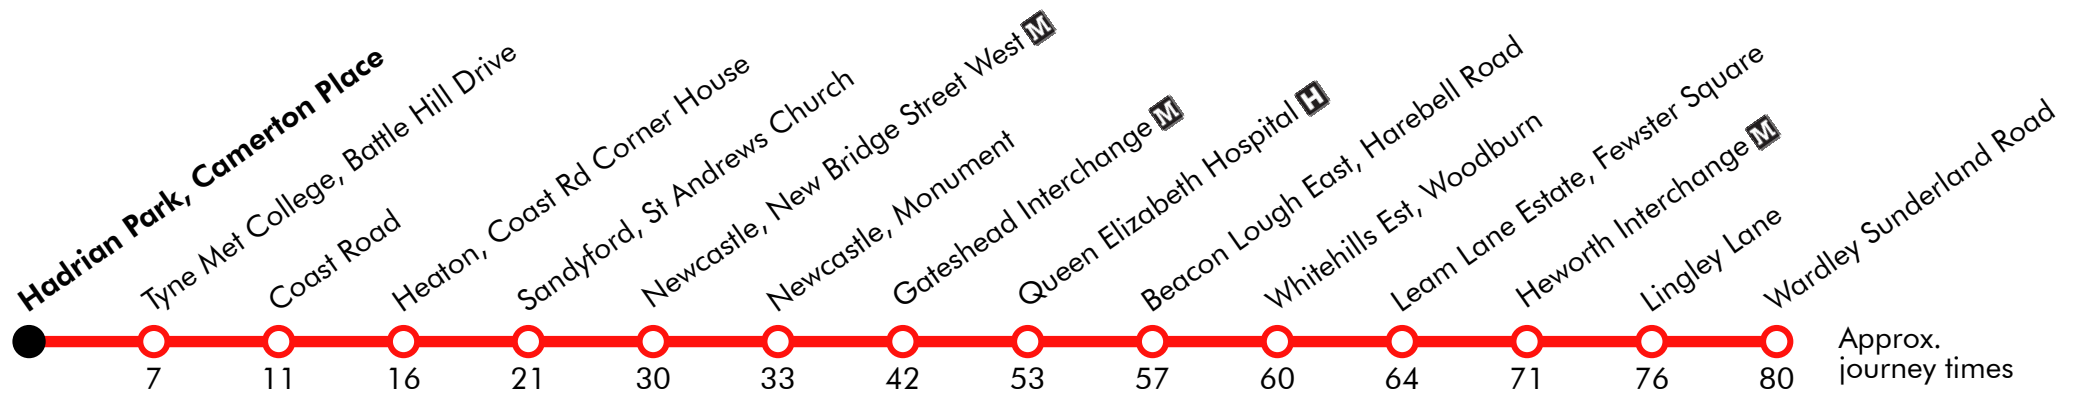 Hadrian Park, Camerton Place
Tyne Met College, Battle Hill Drive
Coast Road
Heaton, Coast Rd Corner House
Sandyford, St Andrews Church
Newcastle, New Bridge Street West M
Newcastle, Monument
Gateshead Interchange M
Queen Elizabeth Hospital H
Beacon Lough East, Harebell Road
Whitehills Est, Woodburn
Leam Lane Estate, Fewster Square
Heworth Interchange M
Lingley Lane
Wardley Sunderland Road
7 11 16 21 30 33 42 53 57 60 64 71 76 80
Approx.
journey times